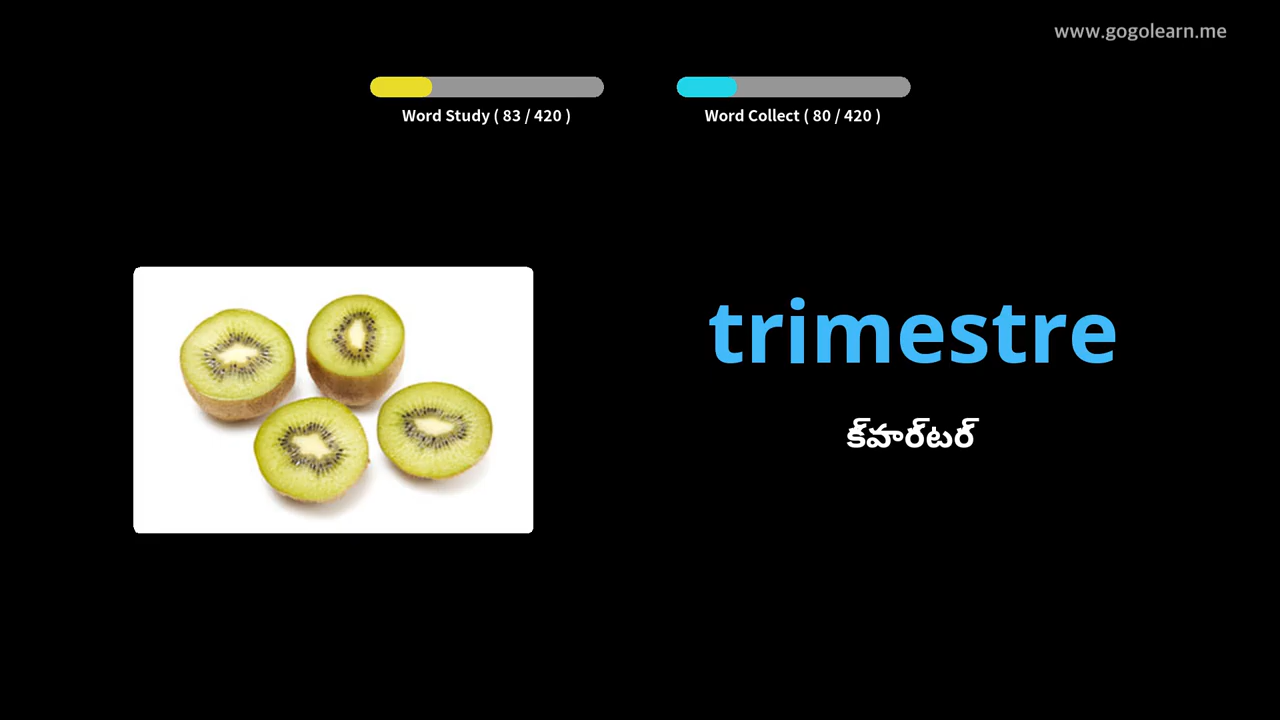 www.gogolearn.me
Word Study ( 83 / 420 )
Word Collect ( 80 / 420 )
trimestre
క్‌వార్‌టర్